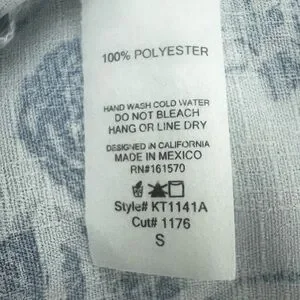 100% POLYESTER
HAND WASH COLD WATER
DO NOT BLEACH
HANG OR LINE DRY
DESIGNED IN CALIFORNIA
MADE IN MEXICO
RN#161570
Style# KT1141A
Cut# 1176
S